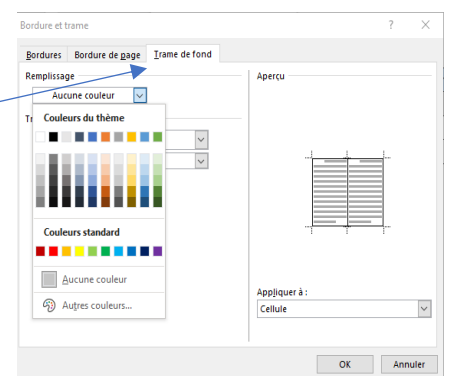 Bordure et trame ? ×
Bordures Bordure de page Trame de fond
Remplissage
Aucune couleur
Couleurs du thème
Tr
Couleurs standard
Aucune couleur
Autres couleurs...
Aperçu
Appliquer à :
Cellule
OK Annuler